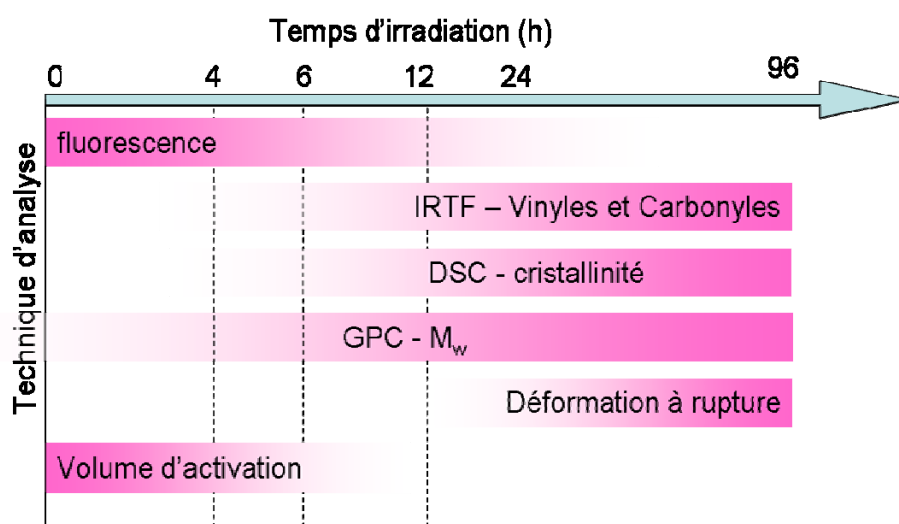 Temps d'irradiation (h)
0 4 6 12 24 96
Technique d'analyse
fluorescence
IRTF – Vinyles et Carbonyles
DSC - cristallinité
GPC - Mw
Déformation à rupture
Volume d'activation